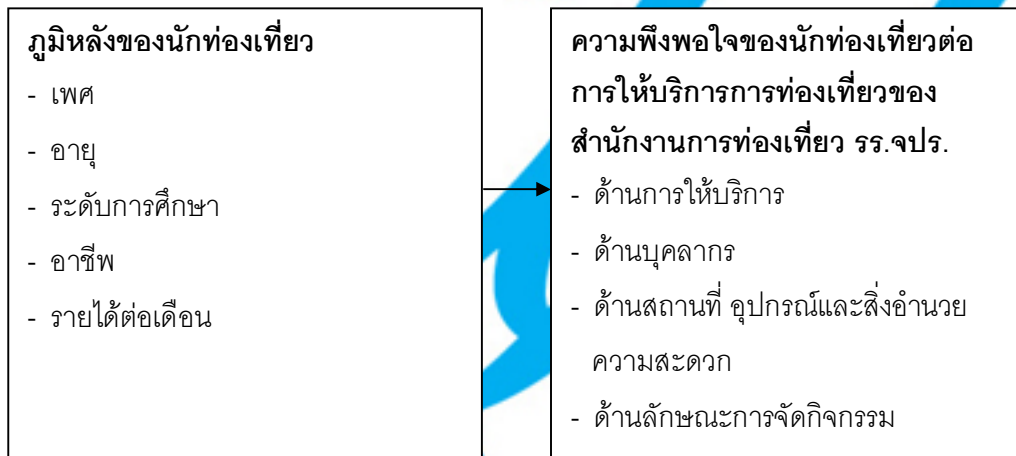 ภูมิหลังของนักท่องเที่ยว
- เพศ
- อายุ
- ระดับการศึกษา
- อาชีพ
- รายได้ต่อเดือน
ความพึงพอใจของนักท่องเที่ยวต่อ
การให้บริการการท่องเที่ยวของ
สำนักงานการท่องเที่ยว รร.จปร.
- ด้านการให้บริการ
- ด้านบุคลากร
- ด้านสถานที่ อุปกรณ์และสิ่งอำนวย
ความสะดวก
- ด้านลักษณะการจัดกิจกรรม